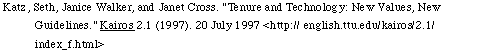 Katz, Seth, Janice Walker, and Janet Cross. "Tenure and Technology: New Values, New
Guidelines." Kairos 2.1 (1997). 20 July 1997 <http:// english.ttu.edu/kairos/2.1/
index_f.html>